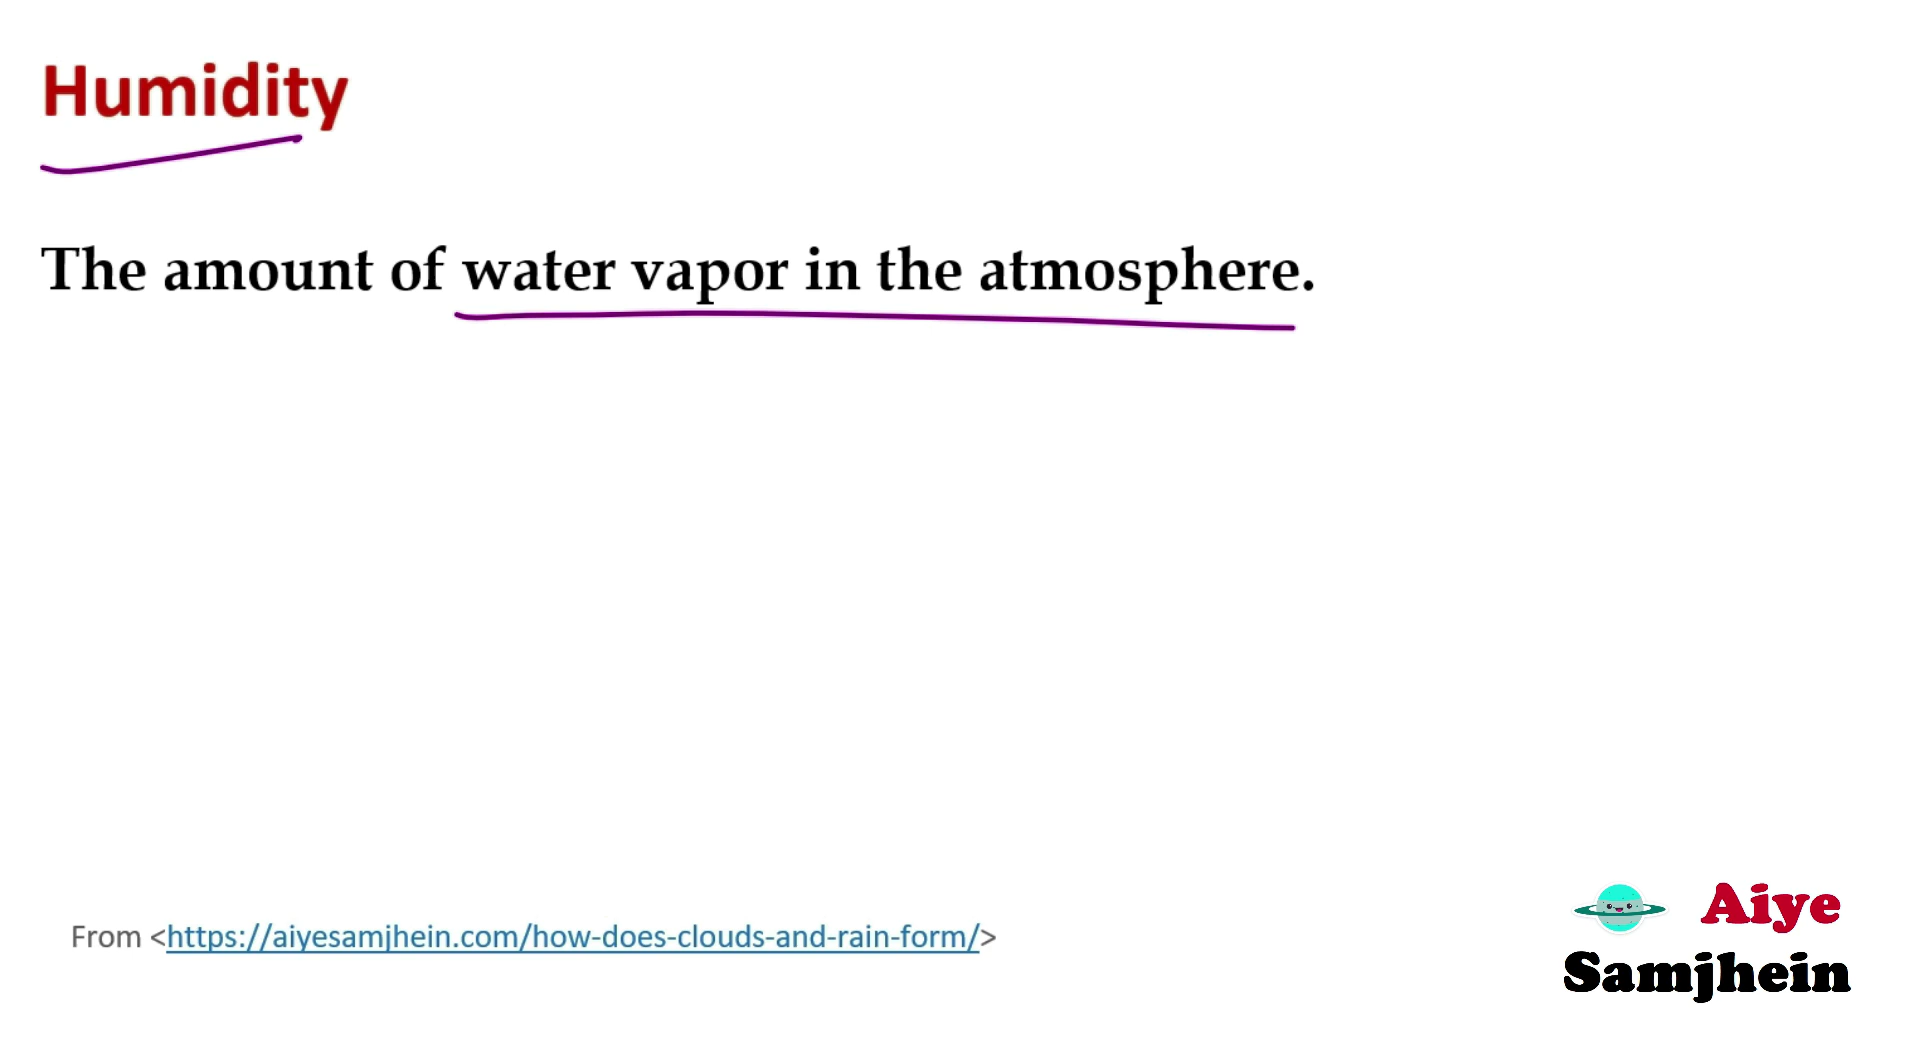 Humidity
The amount of water vapor in the atmosphere.
From <https://aiyesamjhein.com/how-does-clouds-and-rain-form/>
Aiye
Samjhein